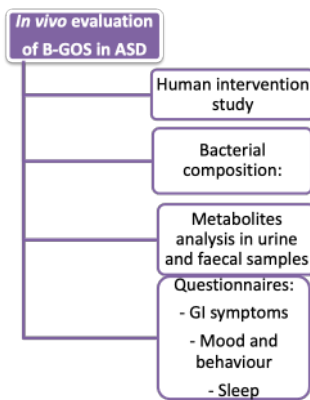 In vivo evaluation
of B-GOS in ASD
Human intervention
study
Bacterial
composition:
Metabolites
analysis in urine
and faecal samples
Questionnaires:
- GI symptoms
- Mood and
behaviour
- Sleep